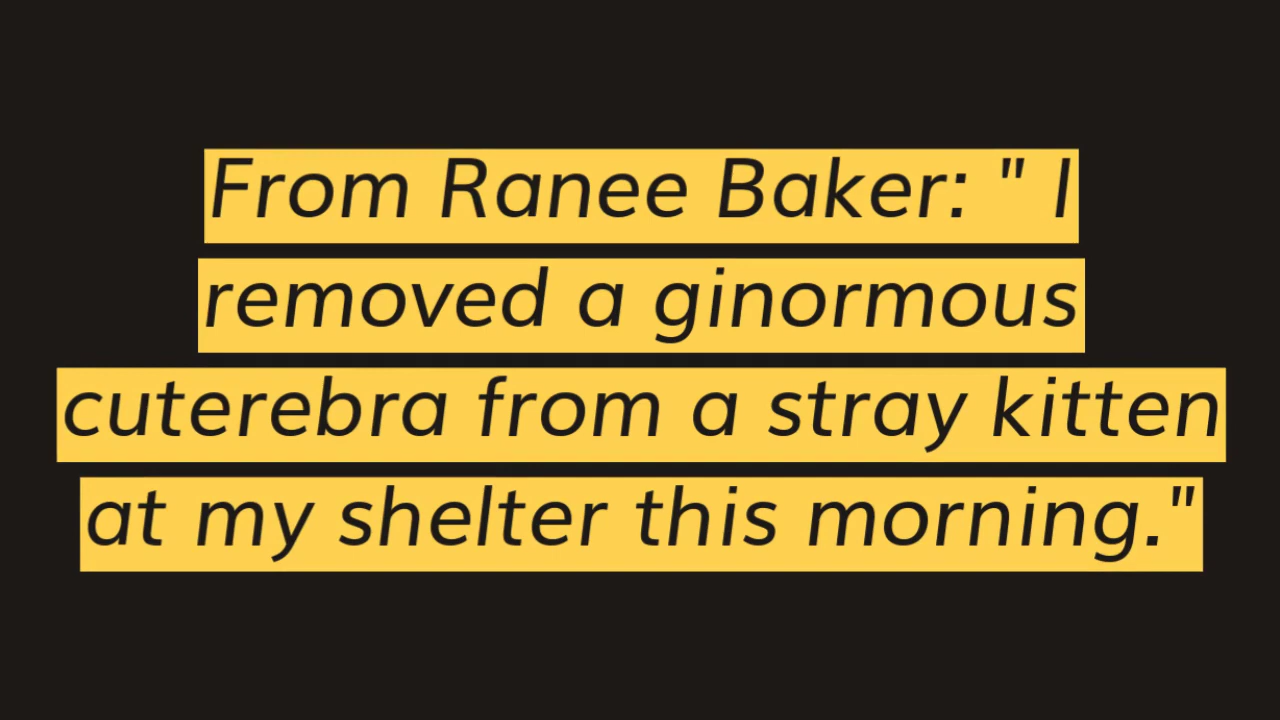 From Ranee Baker: " I
removed a ginormous
cuterebra from a stray kitten
at my shelter this morning."